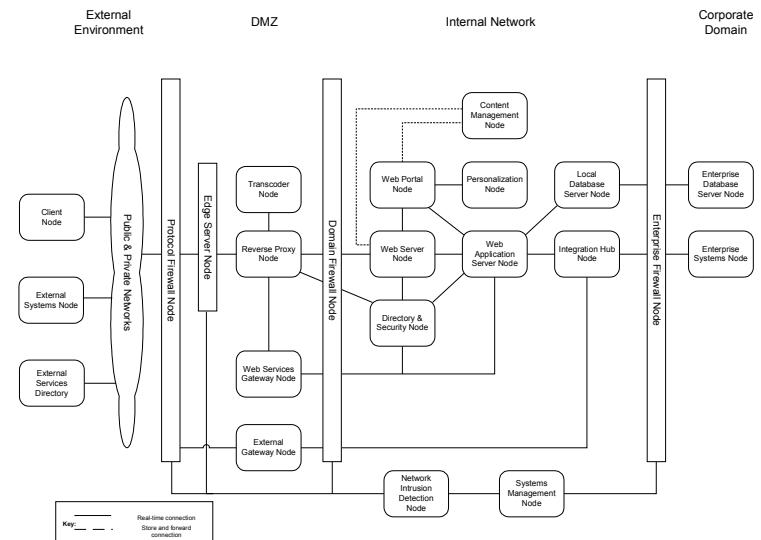 External
Environment
DMZ
Internal Network
Corporate
Domain
Content
Management
Node
Client
Node
External
Systems Node
External
Services
Directory
Public & Private Networks
Protocol Firewall Node
Edge Server Node
Transcoder
Node
Reverse Proxy
Node
Web Services
Gateway Node
External
Gateway Node
Domain Firewall Node
Web Portal
Node
Personalization
Node
Local
Database
Server Node
Web Server
Node
Web
Application
Server Node
Integration Hub
Node
Directory &
Security Node
Enterprise Firewall Node
Enterprise
Database
Server Node
Enterprise
Systems Node
Network
Intrusion
Detection
Node
Systems
Management
Node
Key:
Real-time connection
Store and forward
connection